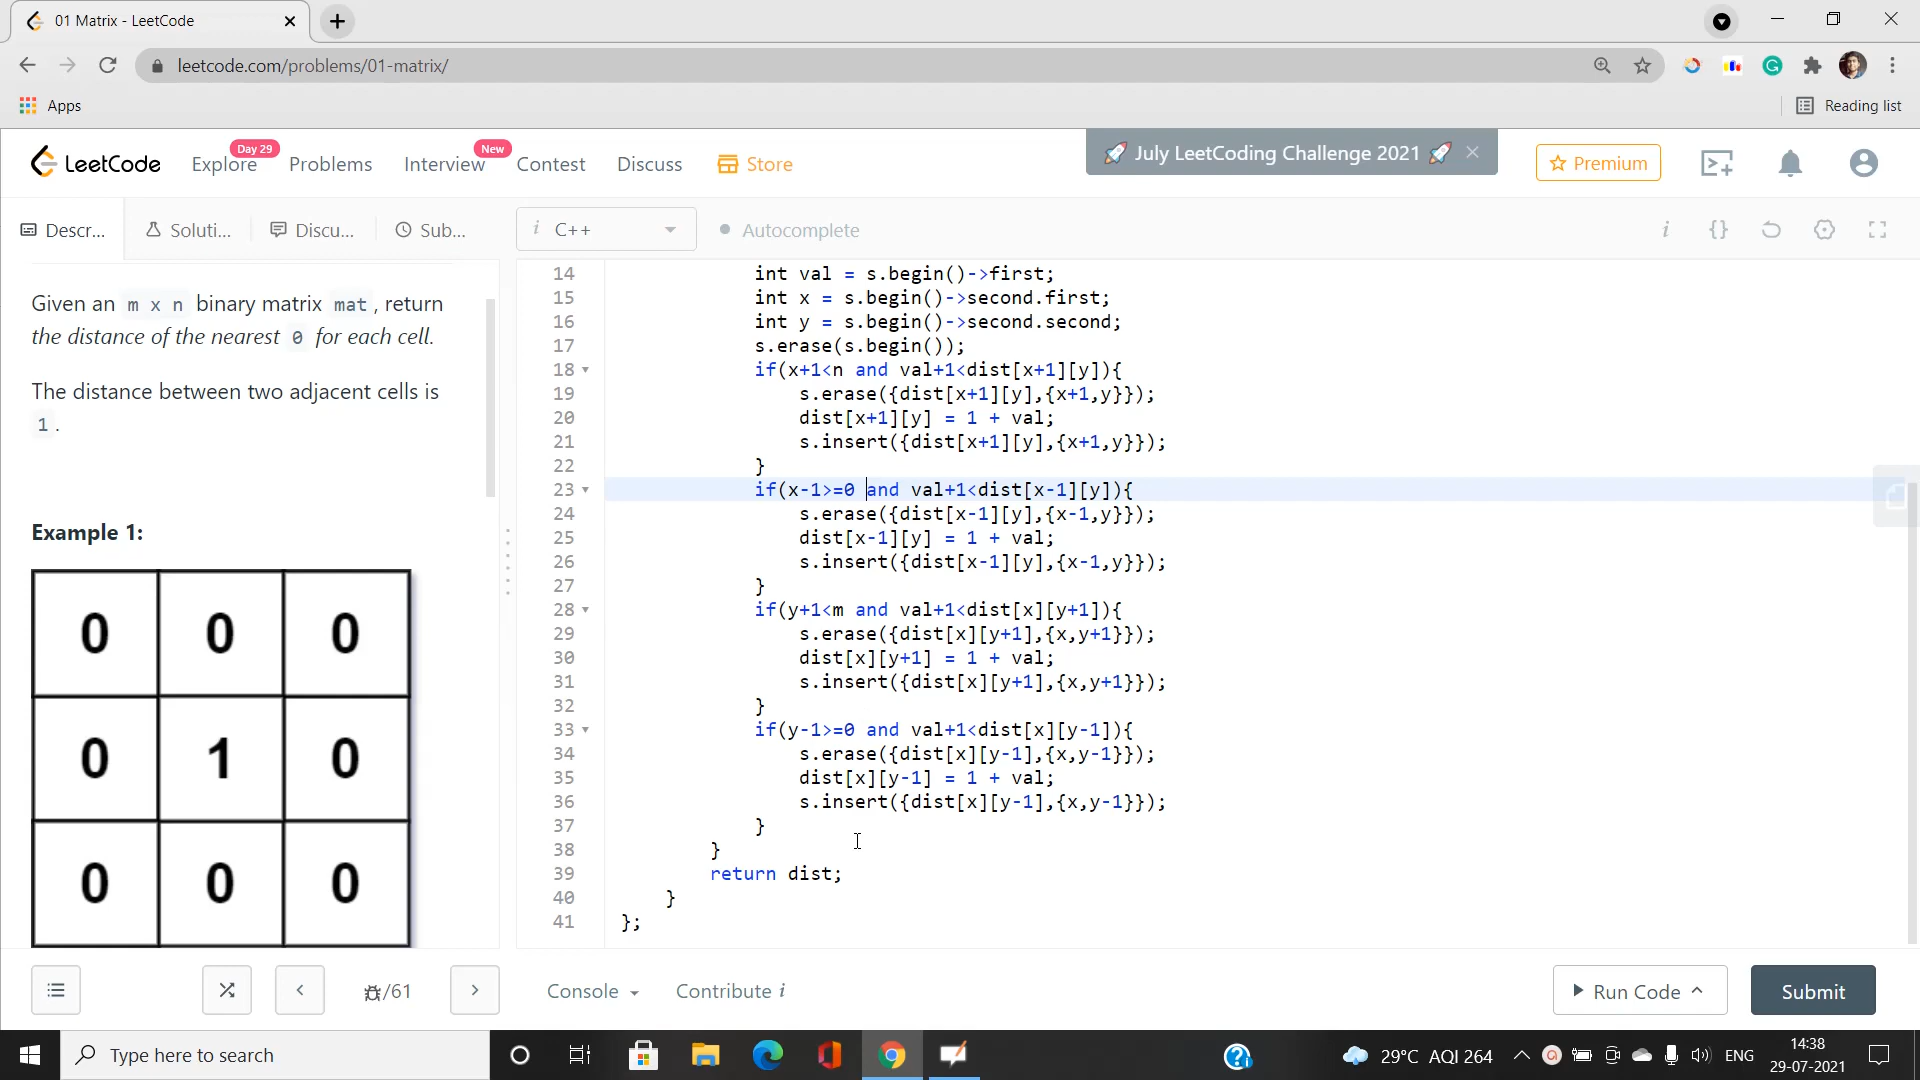 01 Matrix - LeetCode
leetcode.com/problems/01-matrix/
Apps
Reading list
LeetCode
Explore
Day 29
Problems
Interview
New
Contest
Discuss
Store
July LeetCoding Challenge 2021
Premium
Descr...
Soluti...
Discu...
Sub...
i C++
Autocomplete
i {}
Given an m x n binary matrix mat , return
the distance of the nearest 0 for each cell.
The distance between two adjacent cells is
1 .
Example 1:
0 0 0
0 1 0
0 0 0
14 int val = s.begin()->first;
15 int x = s.begin()->second.first;
16 int y = s.begin()->second.second;
17 s.erase(s.begin());
18 if(x+1<n and val+1<dist[x+1][y]){
19 s.erase({dist[x+1][y],{x+1,y}});
20 dist[x+1][y] = 1 + val;
21 s.insert({dist[x+1][y],{x+1,y}});
22 }
23 if(x-1>=0 and val+1<dist[x-1][y]){
24 s.erase({dist[x-1][y],{x-1,y}});
25 dist[x-1][y] = 1 + val;
26 s.insert({dist[x-1][y],{x-1,y}});
27 }
28 if(y+1<m and val+1<dist[x][y+1]){
29 s.erase({dist[x][y+1],{x,y+1}});
30 dist[x][y+1] = 1 + val;
31 s.insert({dist[x][y+1],{x,y+1}});
32 }
33 if(y-1>=0 and val+1<dist[x][y-1]){
34 s.erase({dist[x][y-1],{x,y-1}});
35 dist[x][y-1] = 1 + val;
36 s.insert({dist[x][y-1],{x,y-1}});
37 }
38 }
39 return dist;
40 }
41 };
/61
Console
Contribute i
Run Code
Submit
Type here to search
29°C AQI 264
ENG
14:38
29-07-2021